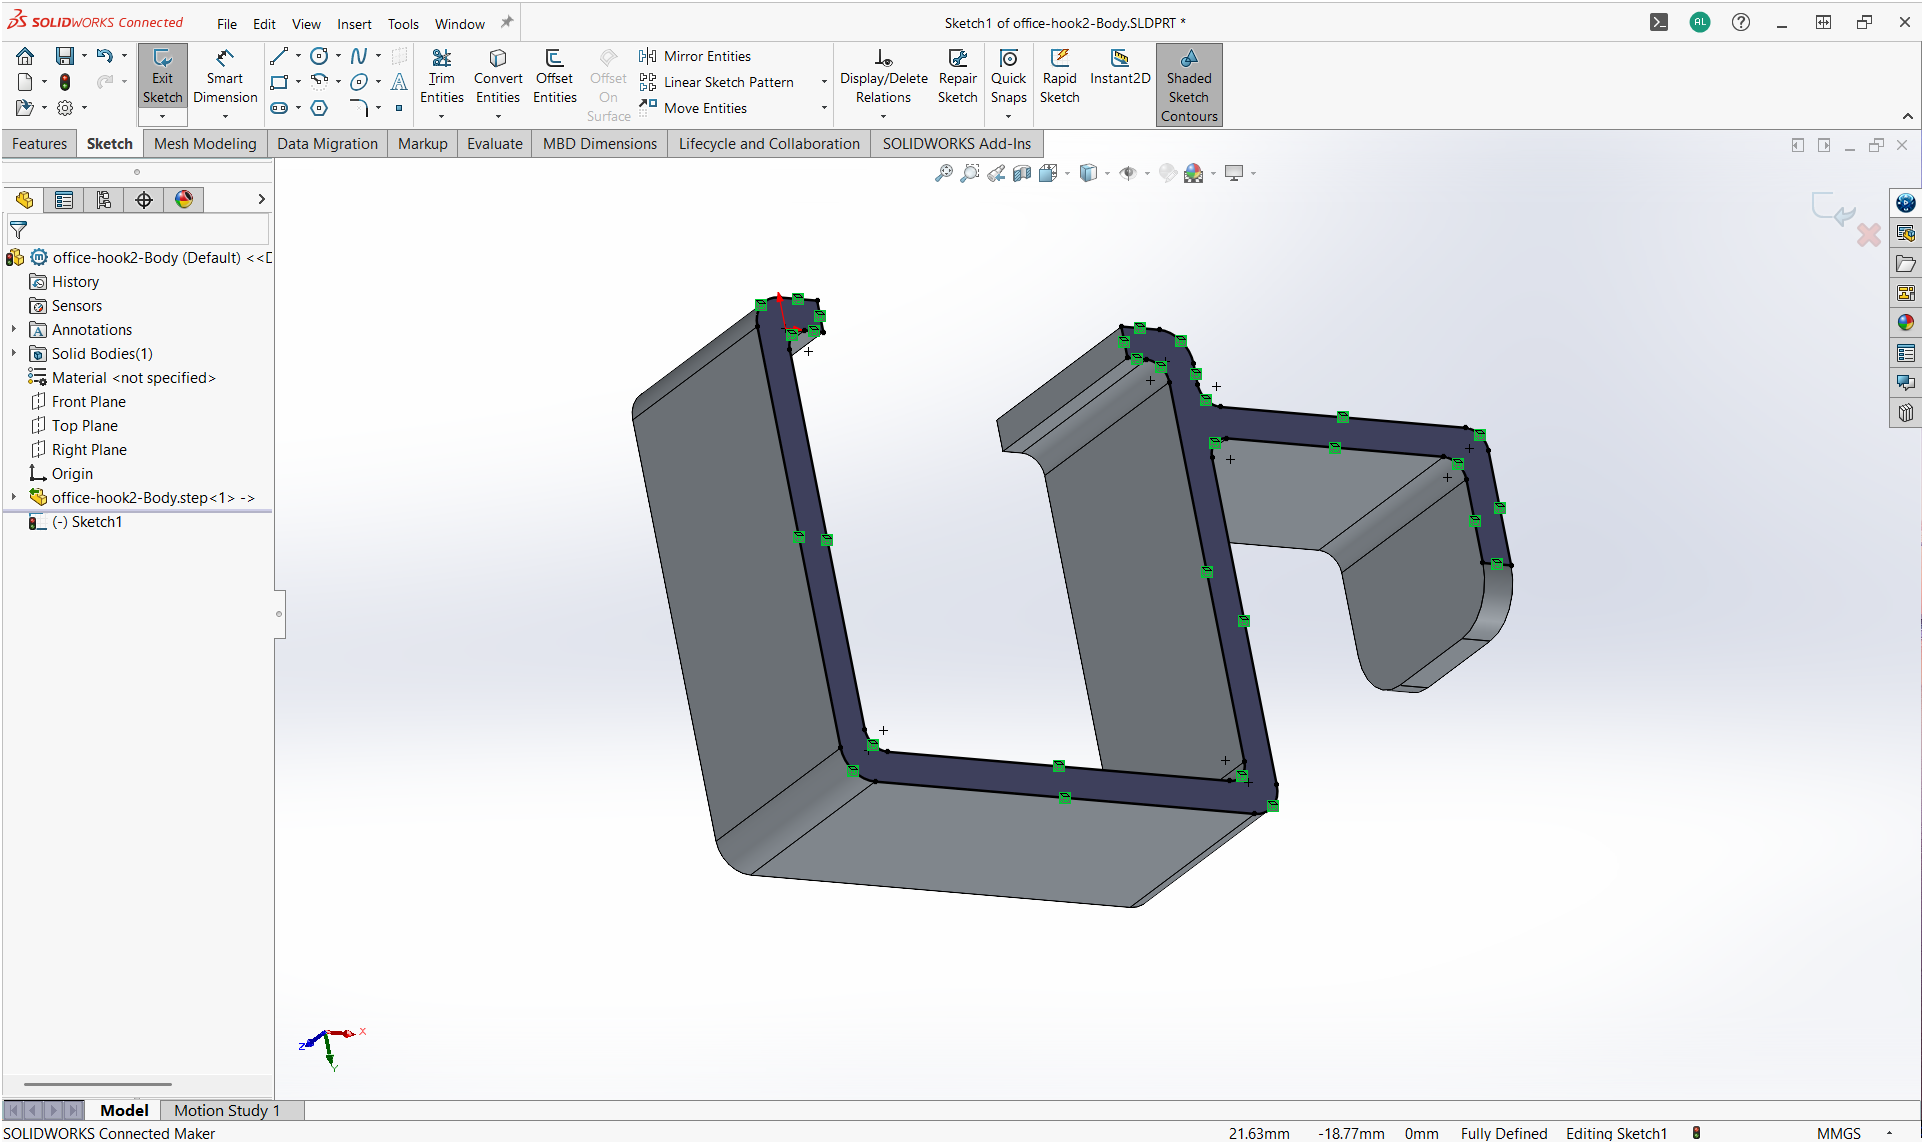 SOLIDWORKS Connected
File Edit View Insert Tools Window
Sketch1 of office-hook2-Body.SLDPRT *
AL
Exit Sketch
Smart Dimension
Trim Entities
Convert Entities
Offset Entities
Offset On Surface
Mirror Entities
Linear Sketch Pattern
Move Entities
Display/Delete Relations
Repair Sketch
Quick Snaps
Rapid Sketch
Instant2D
Shaded Sketch Contours
Features Sketch Mesh Modeling Data Migration Markup Evaluate MBD Dimensions Lifecycle and Collaboration SOLIDWORKS Add-Ins
office-hook2-Body (Default) <<D
History
Sensors
Annotations
Solid Bodies(1)
Material <not specified>
Front Plane
Top Plane
Right Plane
Origin
office-hook2-Body.step<1> ->
(-) Sketch1
X
Z
Y
Model Motion Study 1
SOLIDWORKS Connected Maker
21.63mm -18.77mm 0mm Fully Defined Editing Sketch1 MMGS